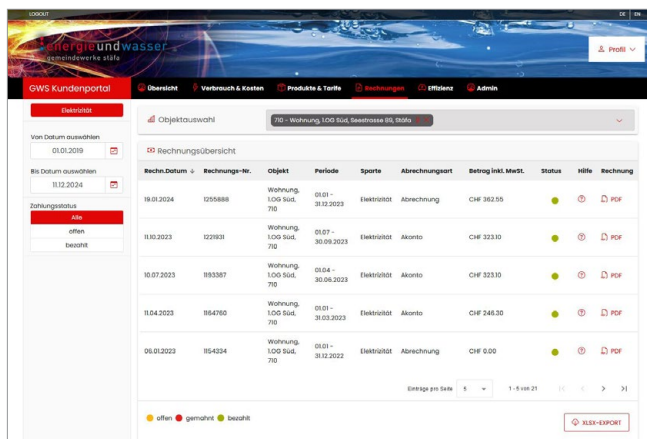 LOGOUT
DE | EN
energieundwasser
gemeindewerke stäfa
Profil
GWS Kundenportal
Übersicht
Verbrauch & Kosten
Produkte & Tarife
Rechnungen
Effizienz
Admin
Elektrizität
Von Datum auswählen
01.01.2019
Bis Datum auswählen
11.12.2024
Zahlungsstatus
Alle
offen
bezahlt
Objektauswahl
710 - Wohnung, 1.OG Süd, Seestrasse 89, Stäfa
Rechnungsübersicht
Rechn.Datum ↓ Rechnungs-Nr. Objekt Periode Sparte Abrechnungsart Betrag inkl. MwSt. Status Hilfe Rechnung
19.01.2024 1255888 Wohnung, 1.OG Süd, 710 01.01 - 31.12.2023 Elektrizität Abrechnung CHF 362.55 PDF
11.10.2023 1221931 Wohnung, 1.OG Süd, 710 01.07 - 30.09.2023 Elektrizität Akonto CHF 323.10 PDF
10.07.2023 1193387 Wohnung, 1.OG Süd, 710 01.04 - 30.06.2023 Elektrizität Akonto CHF 323.10 PDF
11.04.2023 1164760 Wohnung, 1.OG Süd, 710 01.01 - 31.03.2023 Elektrizität Akonto CHF 246.30 PDF
06.01.2023 1154334 Wohnung, 1.OG Süd, 710 01.01 - 31.12.2022 Elektrizität Abrechnung CHF 0.00 PDF
Einträge pro Seite 5 1 - 5 von 21
offen gemahnt bezahlt
XLSX-EXPORT